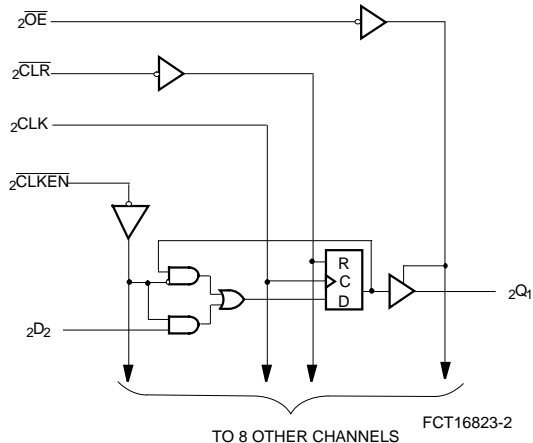 2OE
2CLR
2CLK
2CLKEN
R
C
D
2Q1
2D2
FCT16823-2
TO 8 OTHER CHANNELS